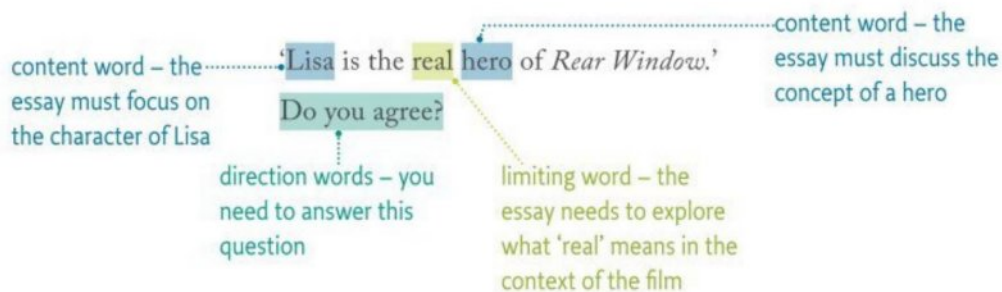 content word – the
essay must focus on
the character of Lisa
'Lisa is the real hero of Rear Window.'
Do you agree?
content word – the
essay must discuss the
concept of a hero
direction words – you
need to answer this
question
limiting word – the
essay needs to explore
what 'real' means in the
context of the film